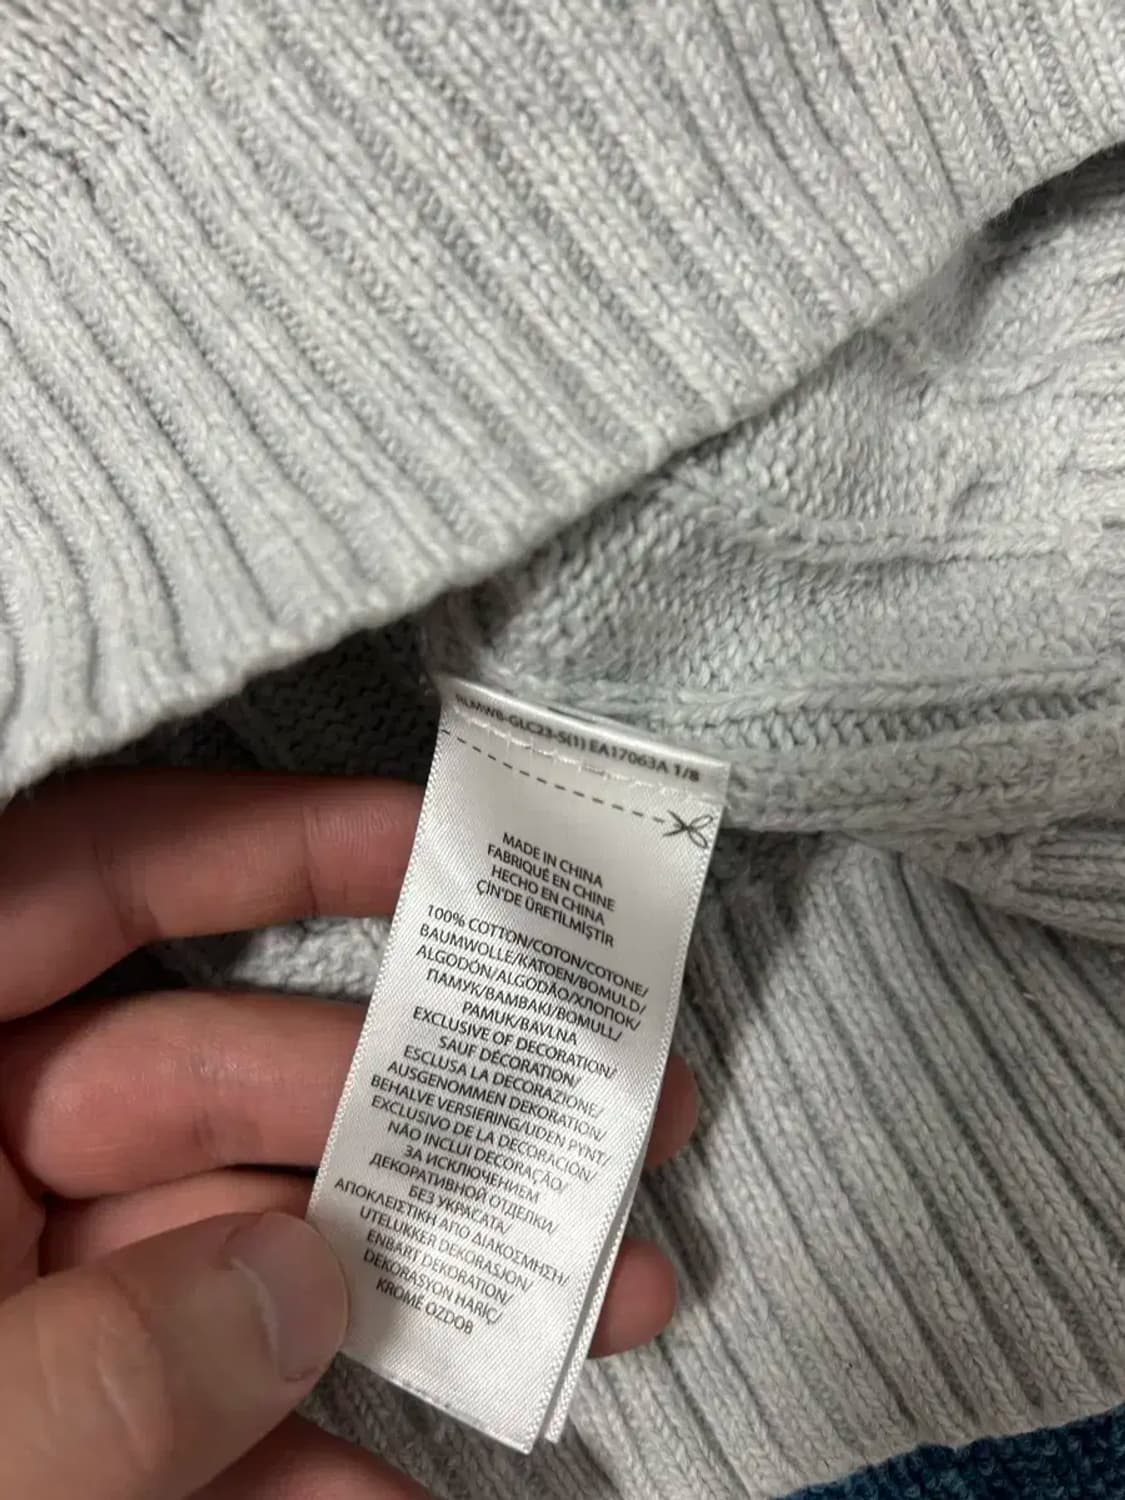 GLC23-S(1) EA17063A 1/8
MADE IN CHINA
FABRIQUÉ EN CHINE
HECHO EN CHINA
ÇİN'DE ÜRETİLMİŞTİR
100% COTTON/COTON/COTONE/
BAUMWOLLE/KATOEN/BOMULD/
ALGODÓN/ALGODÃO/ХЛОПОК/
ПАМУК/ΒΑΜΒΑΚΙ/BOMULL/
PAMUK/BAVLNA
EXCLUSIVE OF DECORATION/
SAUF DÉCORATION/
ESCLUSA LA DECORAZIONE/
AUSGENOMMEN DEKORATION/
BEHALVE VERSIERING/UDEN PYNT/
EXCLUSIVO DE LA DECORACIÓN/
NÃO INCLUI DECORAÇÃO/
ЗА ИСКЛЮЧЕНИЕМ
ДЕКОРАТИВНОЙ ОТДЕЛКИ/
БЕЗ УКРАСАТА/
ΑΠΟΚΛΕΙΣΤΙΚΗ ΑΠΟ ΔΙΑΚΟΣΜΗΣΗ/
UTELUKKER DEKORASJON/
ENBART DEKORATION/
DEKORASYON HARİÇ/
KROMĚ OZDOB